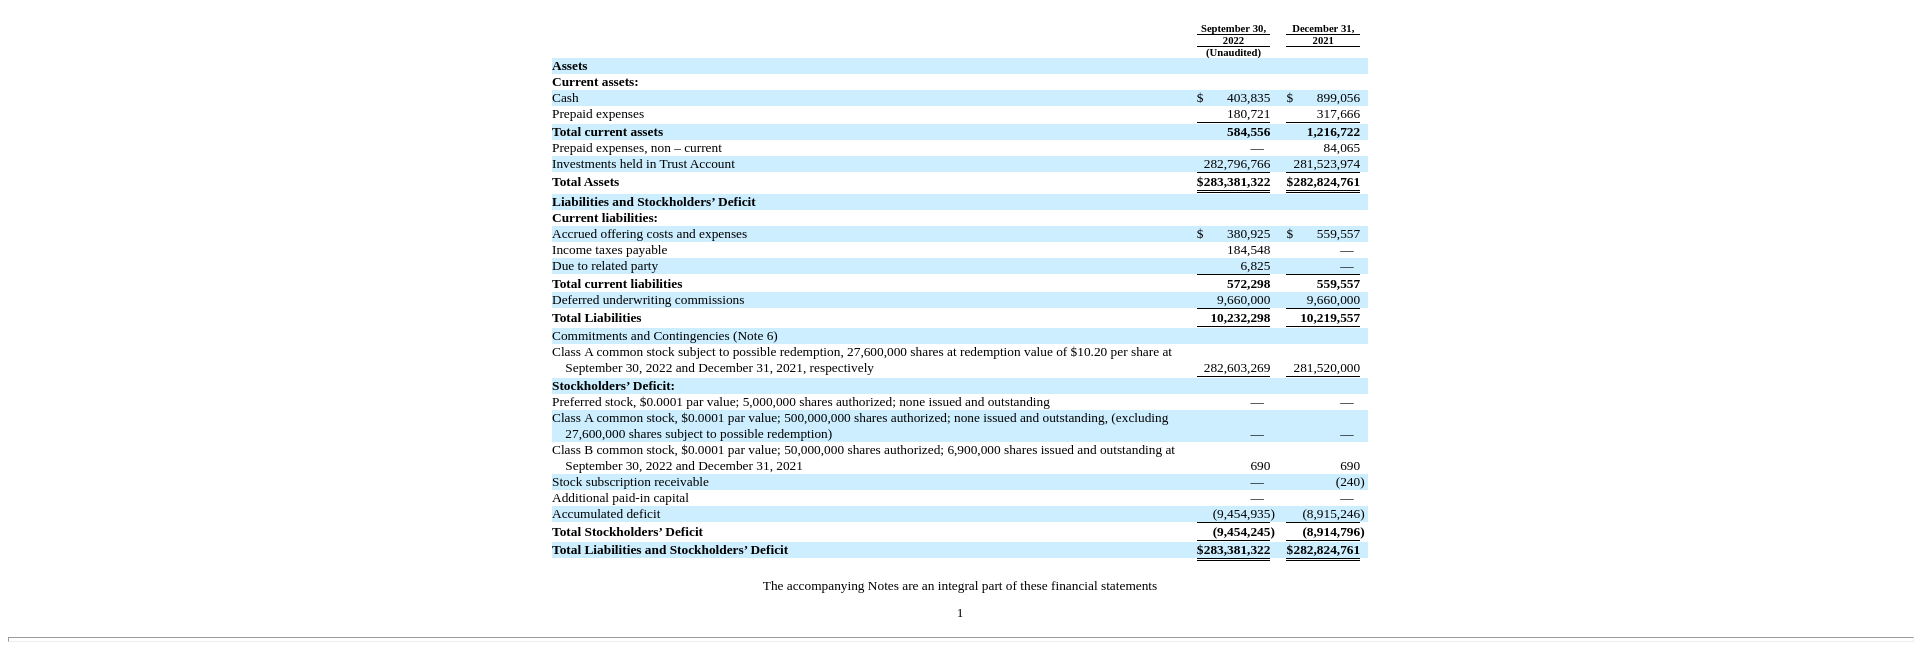 September 30, December 31,
2022 2021
(Unaudited)
Assets
Current assets:
Cash $ 403,835 $ 899,056
Prepaid expenses 180,721 317,666
Total current assets 584,556 1,216,722
Prepaid expenses, non – current — 84,065
Investments held in Trust Account 282,796,766 281,523,974
Total Assets $283,381,322 $282,824,761
Liabilities and Stockholders’ Deficit
Current liabilities:
Accrued offering costs and expenses $ 380,925 $ 559,557
Income taxes payable 184,548 —
Due to related party 6,825 —
Total current liabilities 572,298 559,557
Deferred underwriting commissions 9,660,000 9,660,000
Total Liabilities 10,232,298 10,219,557
Commitments and Contingencies (Note 6)
Class A common stock subject to possible redemption, 27,600,000 shares at redemption value of $10.20 per share at
September 30, 2022 and December 31, 2021, respectively 282,603,269 281,520,000
Stockholders’ Deficit:
Preferred stock, $0.0001 par value; 5,000,000 shares authorized; none issued and outstanding — —
Class A common stock, $0.0001 par value; 500,000,000 shares authorized; none issued and outstanding, (excluding
27,600,000 shares subject to possible redemption) — —
Class B common stock, $0.0001 par value; 50,000,000 shares authorized; 6,900,000 shares issued and outstanding at
September 30, 2022 and December 31, 2021 690 690
Stock subscription receivable — (240)
Additional paid-in capital — —
Accumulated deficit (9,454,935) (8,915,246)
Total Stockholders’ Deficit (9,454,245) (8,914,796)
Total Liabilities and Stockholders’ Deficit $283,381,322 $282,824,761
The accompanying Notes are an integral part of these financial statements
1